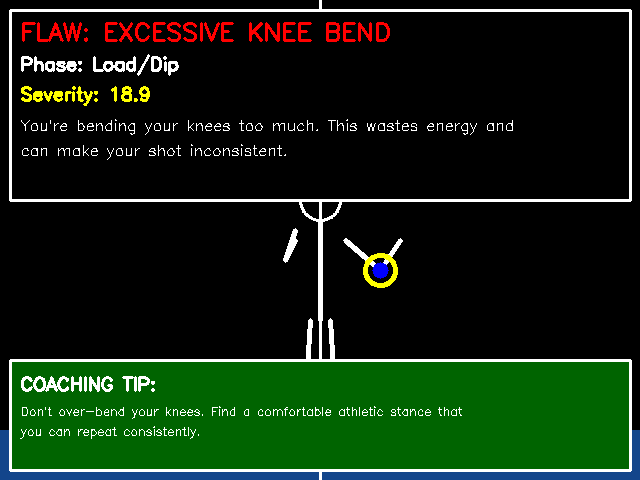 FLAW: EXCESSIVE KNEE BEND
Phase: Load/Dip
Severity: 18.9
You're bending your knees too much. This wastes energy and
can make your shot inconsistent.
COACHING TIP:
Don't over-bend your knees. Find a comfortable athletic stance that
you can repeat consistently.